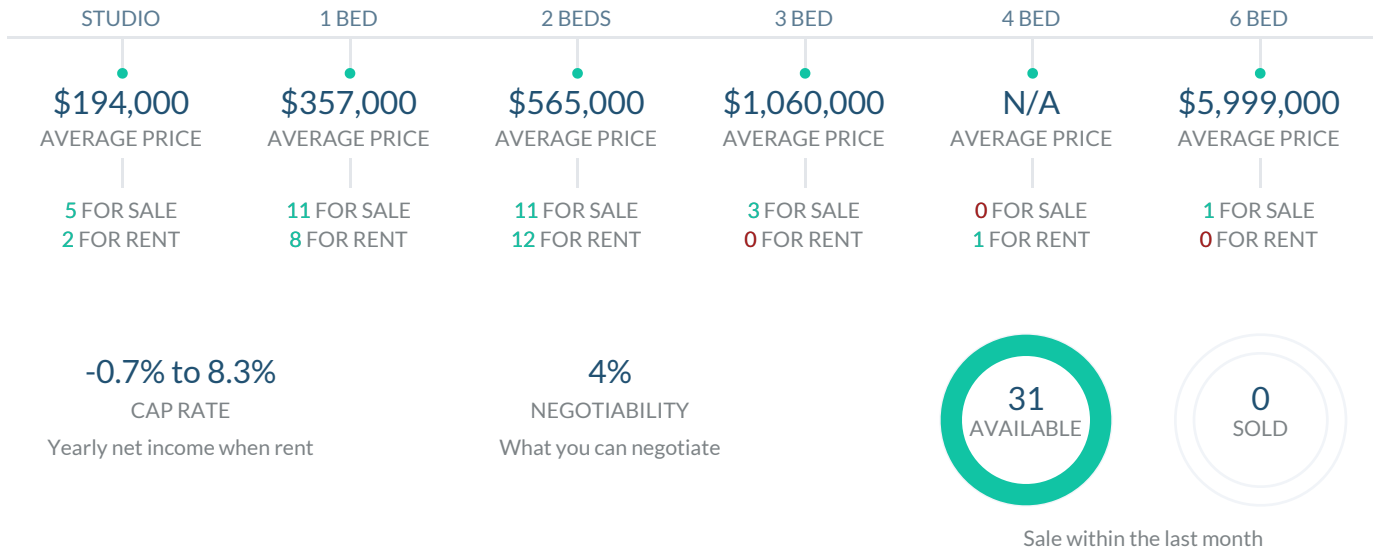 STUDIO
1 BED
2 BEDS
3 BED
4 BED
6 BED
$194,000
$357,000
$565,000
$1,060,000
N/A
$5,999,000
AVERAGE PRICE
AVERAGE PRICE
AVERAGE PRICE
AVERAGE PRICE
AVERAGE PRICE
AVERAGE PRICE
5 FOR SALE
11 FOR SALE
11 FOR SALE
3 FOR SALE
0 FOR SALE
1 FOR SALE
2 FOR RENT
8 FOR RENT
12 FOR RENT
0 FOR RENT
1 FOR RENT
0 FOR RENT
-0.7% to 8.3%
CAP RATE
Yearly net income when rent
4%
NEGOTIABILITY
What you can negotiate
31
AVAILABLE
0
SOLD
Sale within the last month